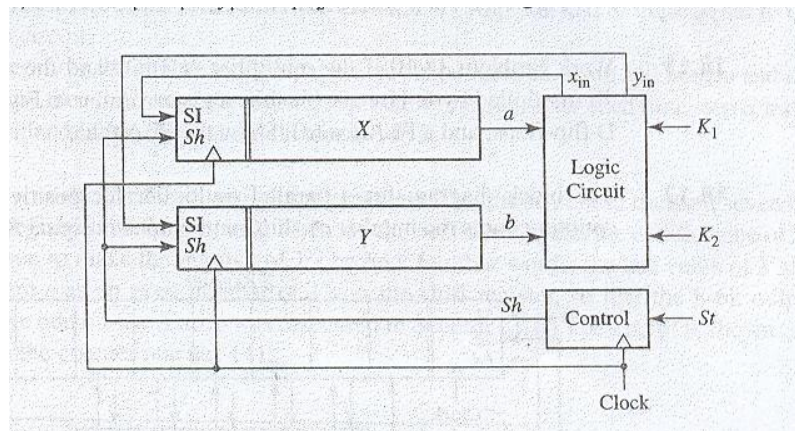 x_in y_in
SI
Sh
X
a
K_1
Logic
Circuit
SI
Sh
Y
b
K_2
Sh
Control
St
Clock